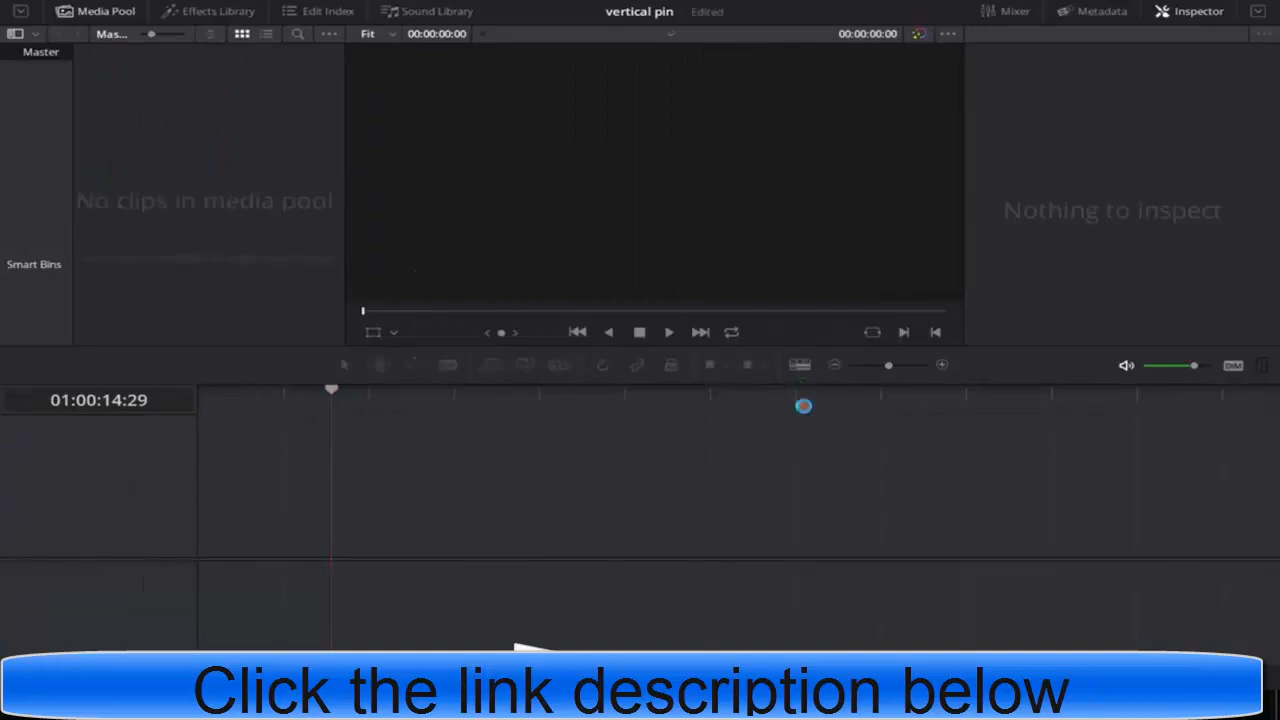 Media Pool Effects Library Edit Index Sound Library vertical pin Edited Mixer Metadata Inspector
Mas... Fit 00:00:00:00 00:00:00:00
Master
No clips in media pool
Nothing to inspect
Smart Bins
DIM
01:00:14:29
Click the link description below